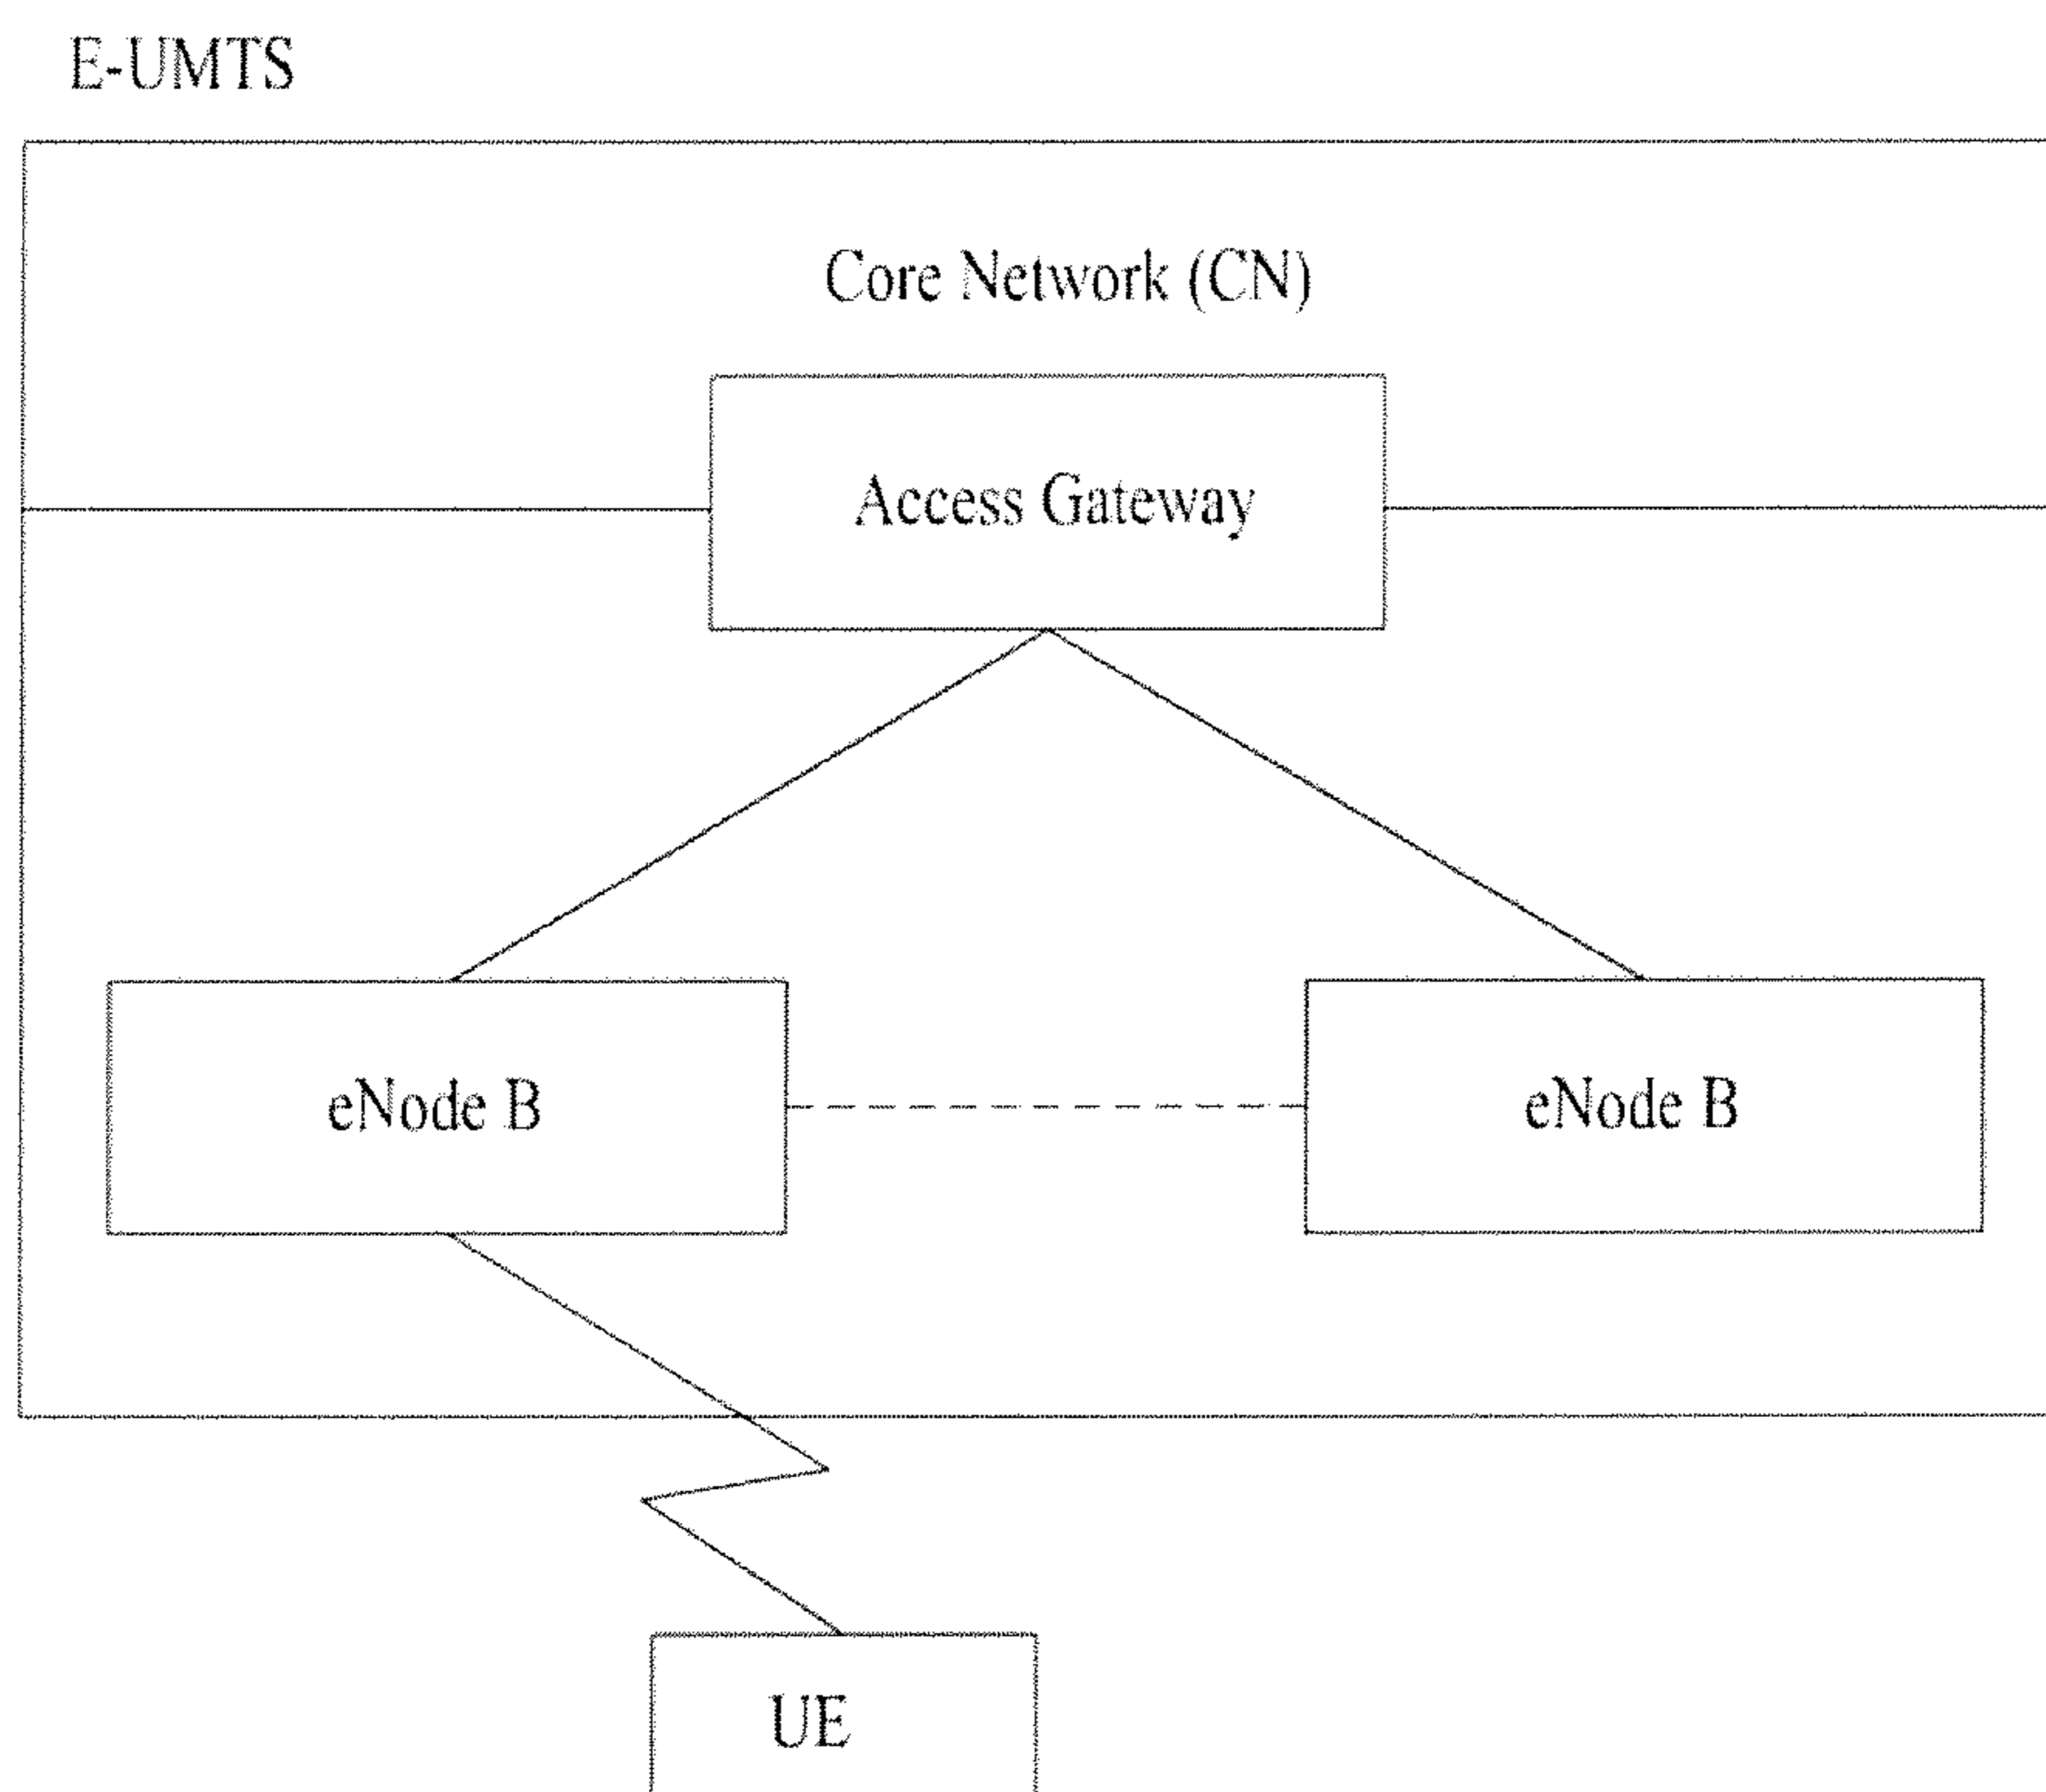 E-UMTS
Core Network (CN)
Access Gateway
eNode B
eNode B
UE